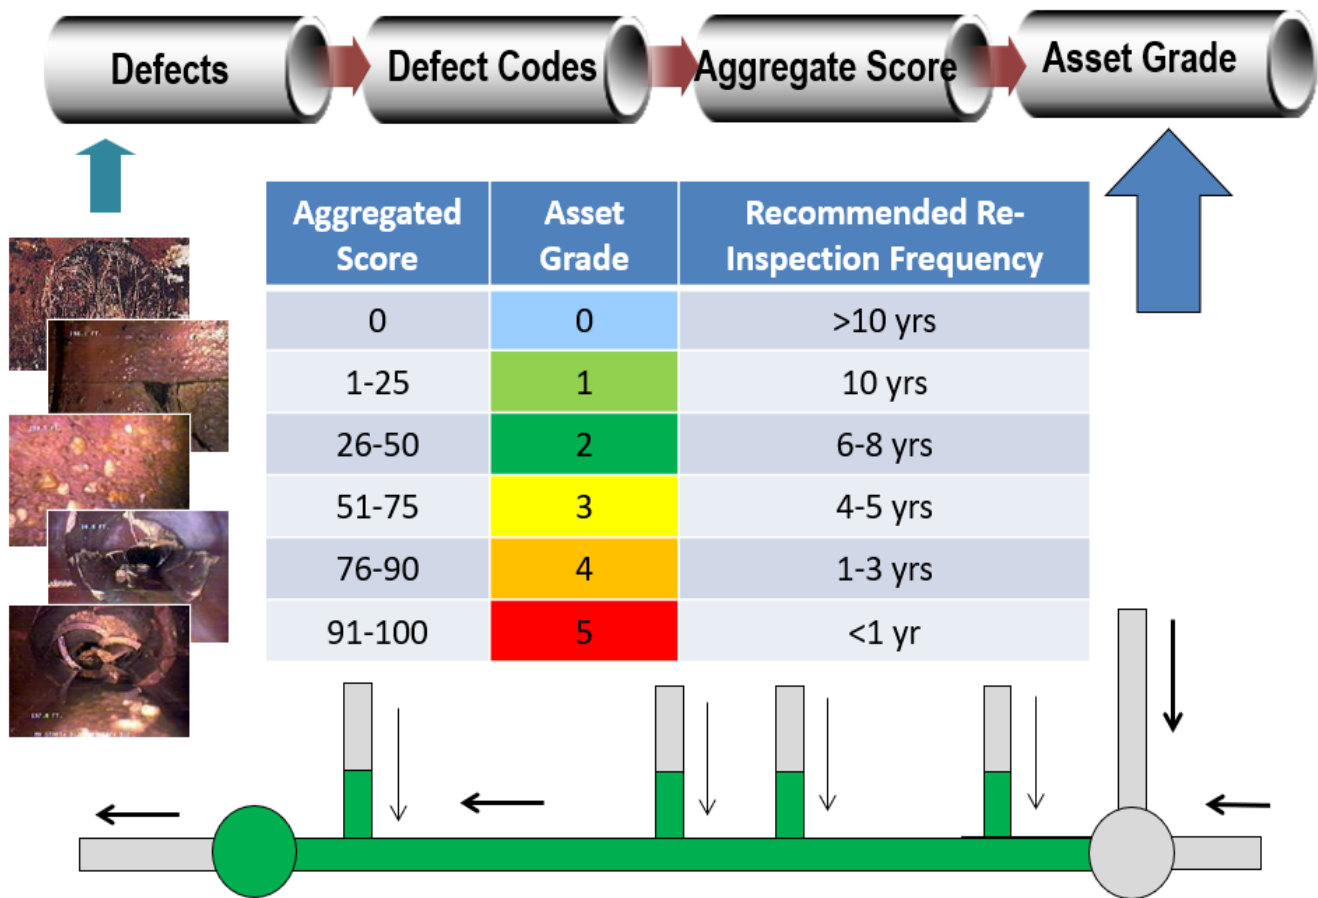 Defects
Defect Codes
Aggregate Score
Asset Grade
Aggregated
Score
Asset
Grade
Recommended Re-
Inspection Frequency
0
0
>10 yrs
1-25
1
10 yrs
26-50
2
6-8 yrs
51-75
3
4-5 yrs
76-90
4
1-3 yrs
91-100
5
<1 yr